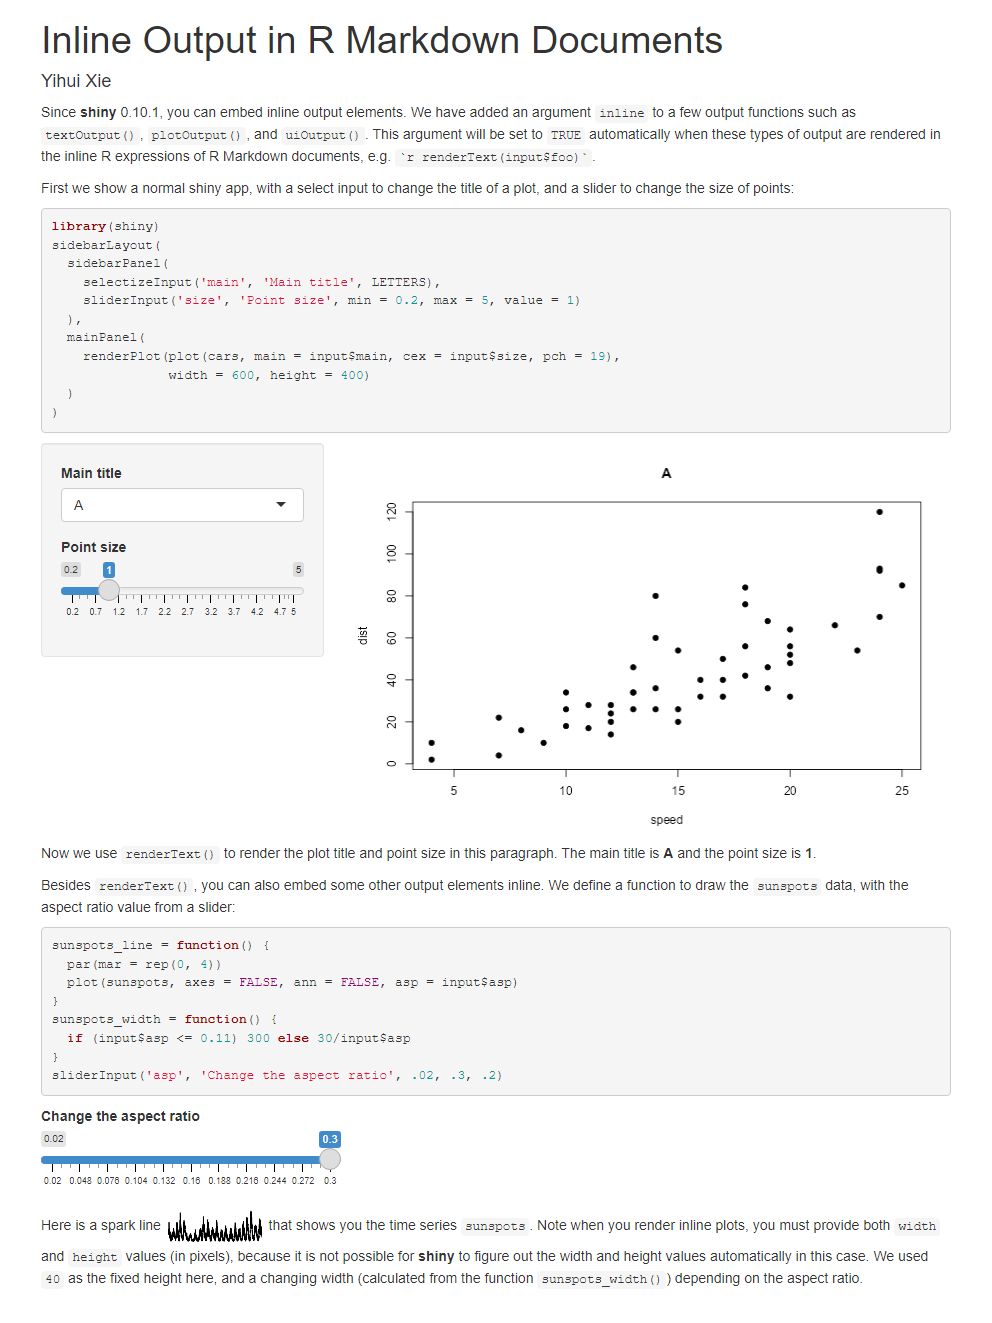 Inline Output in R Markdown Documents
Yihui Xie
Since shiny 0.10.1, you can embed inline output elements. We have added an argument inline to a few output functions such as
textOutput() , plotOutput() , and uiOutput() . This argument will be set to TRUE automatically when these types of output are rendered in
the inline R expressions of R Markdown documents, e.g. `r renderText(input$foo)` .
First we show a normal shiny app, with a select input to change the title of a plot, and a slider to change the size of points:
library(shiny)
sidebarLayout(
  sidebarPanel(
    selectizeInput('main', 'Main title', LETTERS),
    sliderInput('size', 'Point size', min = 0.2, max = 5, value = 1)
  ),
  mainPanel(
    renderPlot(plot(cars, main = input$main, cex = input$size, pch = 19),
               width = 600, height = 400)
  )
)
Main title
A
Point size
0.2 1 5
0.2 0.7 1.2 1.7 2.2 2.7 3.2 3.7 4.2 4.7 5
A
120
100
80
60
40
20
0
dist
5 10 15 20 25
speed
Now we use renderText() to render the plot title and point size in this paragraph. The main title is A and the point size is 1.
Besides renderText() , you can also embed some other output elements inline. We define a function to draw the sunspots data, with the
aspect ratio value from a slider:
sunspots_line = function() {
  par(mar = rep(0, 4))
  plot(sunspots, axes = FALSE, ann = FALSE, asp = input$asp)
}
sunspots_width = function() {
  if (input$asp <= 0.11) 300 else 30/input$asp
}
sliderInput('asp', 'Change the aspect ratio', .02, .3, .2)
Change the aspect ratio
0.02 0.3
0.02 0.048 0.076 0.104 0.132 0.16 0.188 0.216 0.244 0.272 0.3
Here is a spark line that shows you the time series sunspots . Note when you render inline plots, you must provide both width
and height values (in pixels), because it is not possible for shiny to figure out the width and height values automatically in this case. We used
40 as the fixed height here, and a changing width (calculated from the function sunspots_width() ) depending on the aspect ratio.